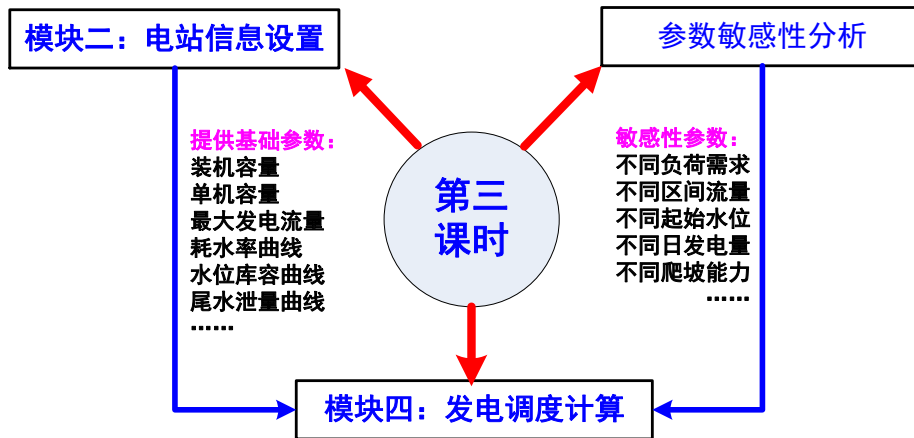 模块二：电站信息设置
参数敏感性分析
提供基础参数：
装机容量
单机容量
最大发电流量
耗水率曲线
水位库容曲线
尾水泄量曲线
……
第三
课时
敏感性参数：
不同负荷需求
不同区间流量
不同起始水位
不同日发电量
不同爬坡能力
……
模块四：发电调度计算